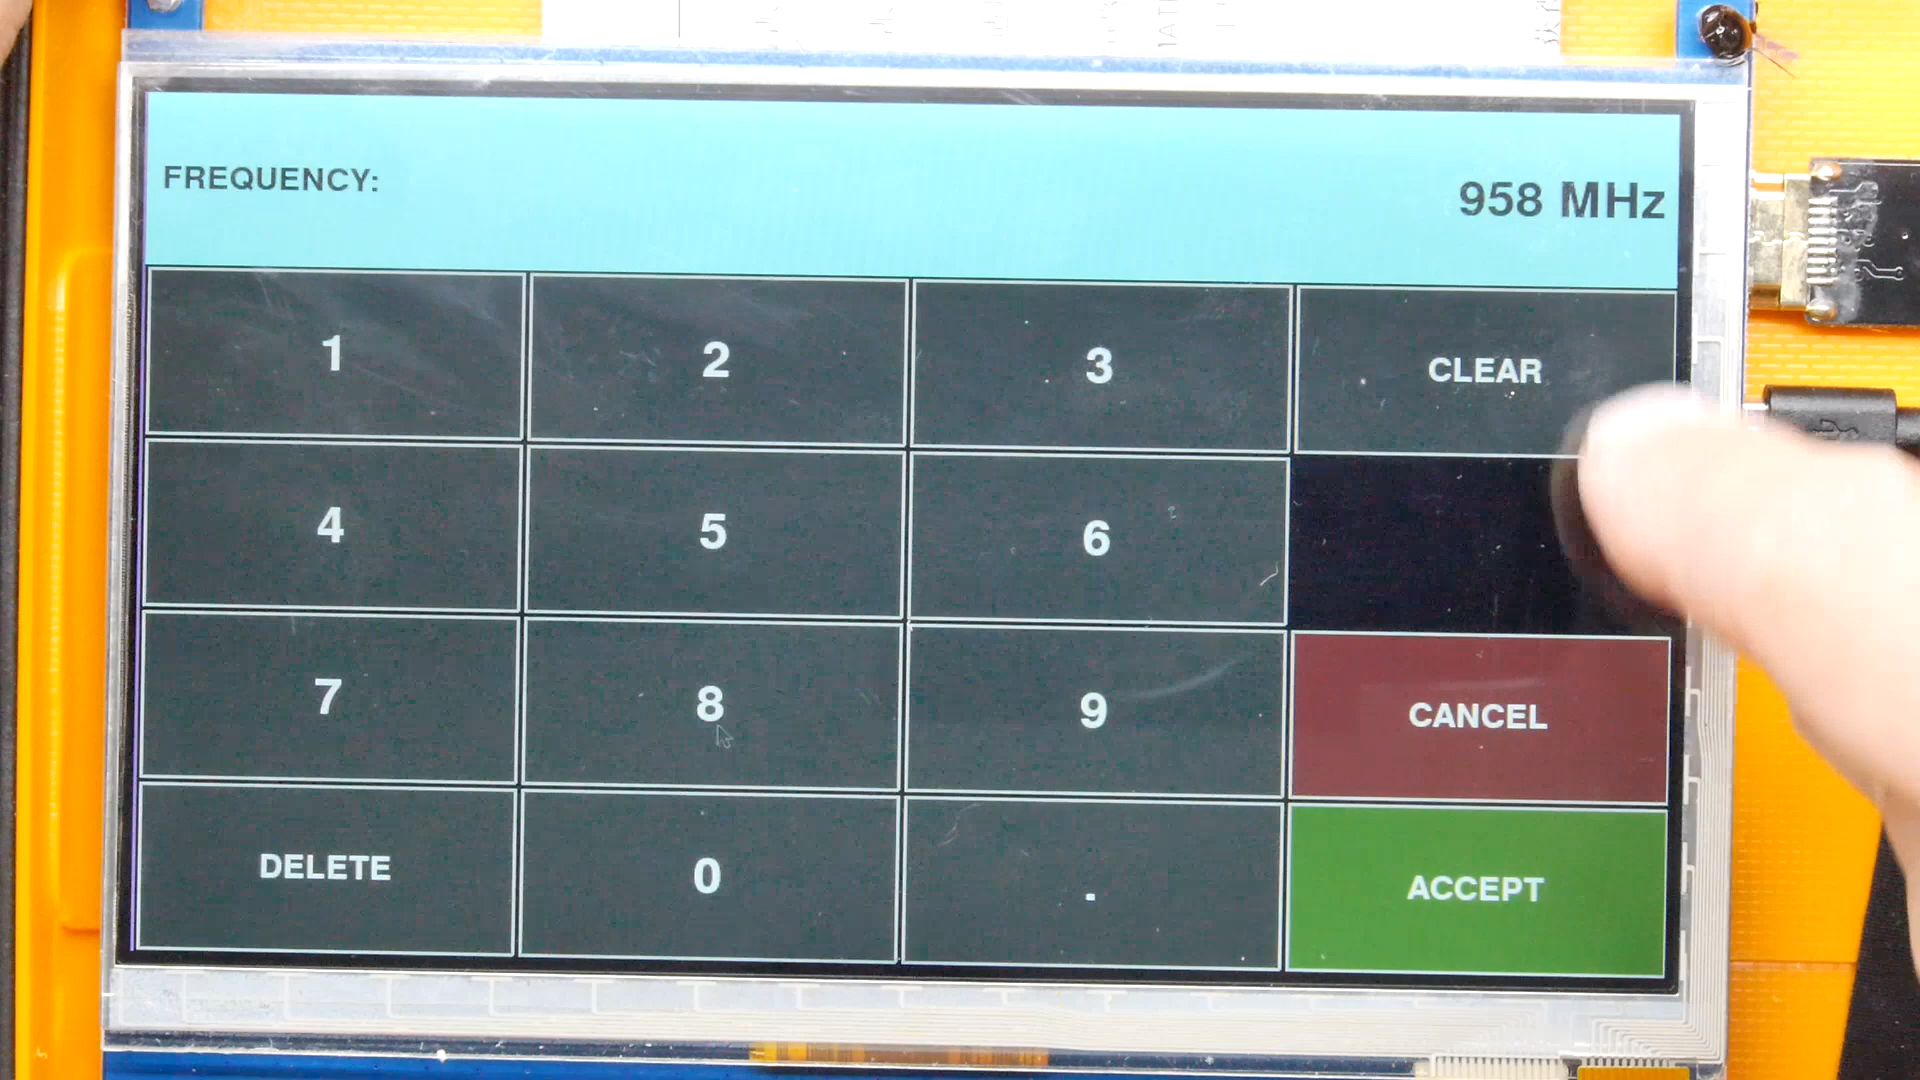 FREQUENCY:
958 MHz
1 2 3 CLEAR
4 5 6
7 8 9 CANCEL
DELETE 0 . ACCEPT